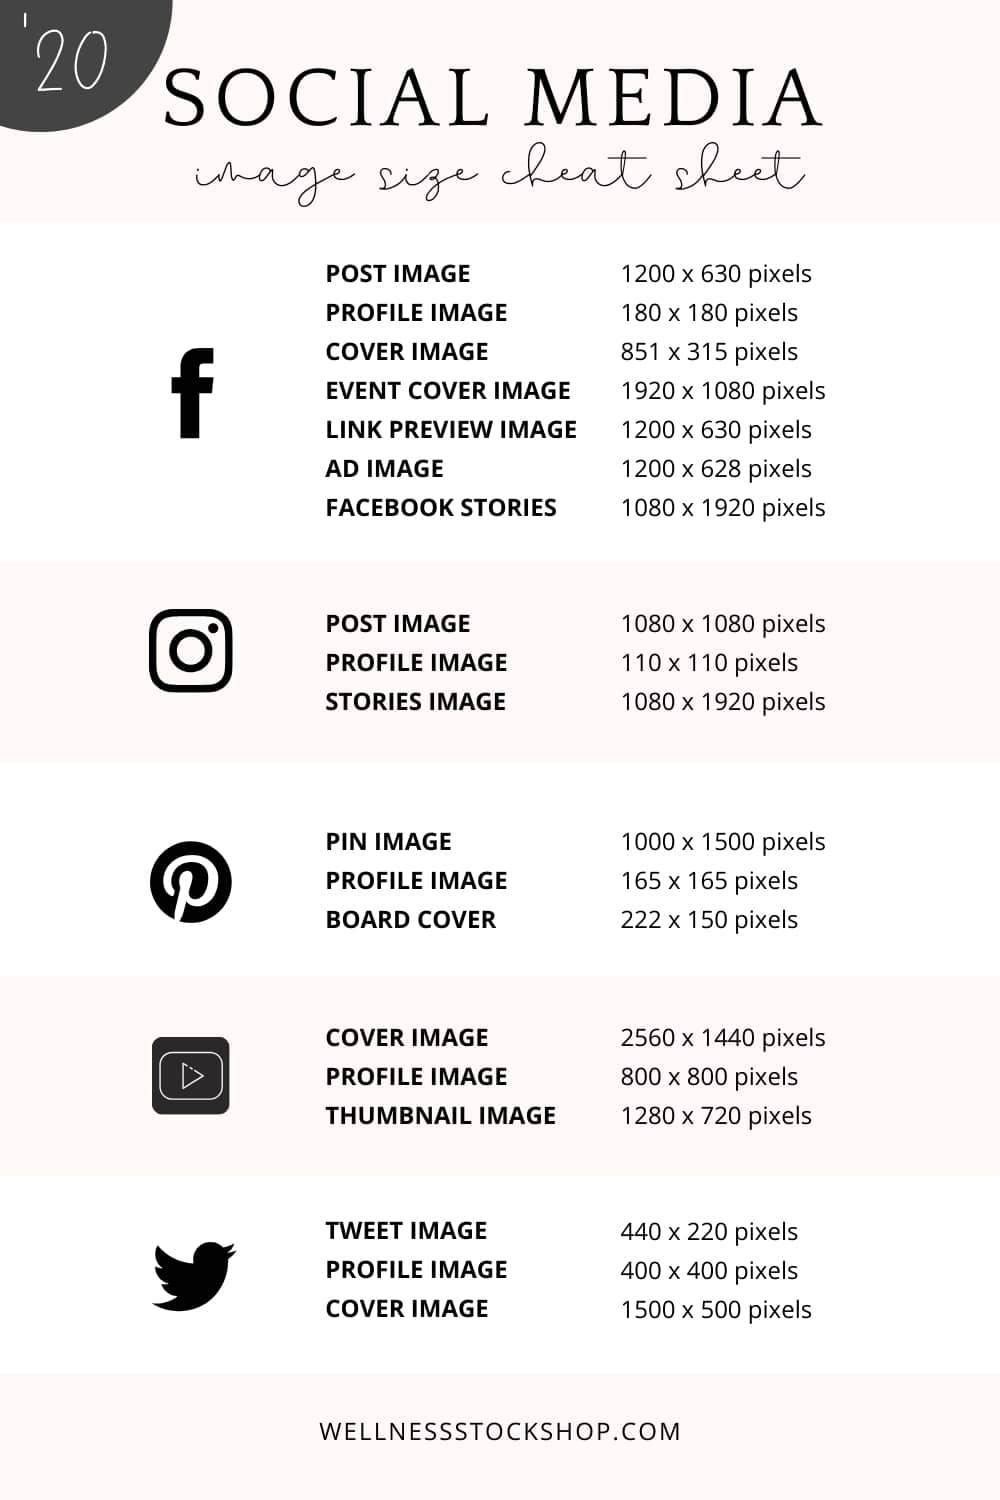 '20
SOCIAL MEDIA
image size cheat sheet
POST IMAGE 1200 x 630 pixels
PROFILE IMAGE 180 x 180 pixels
COVER IMAGE 851 x 315 pixels
EVENT COVER IMAGE 1920 x 1080 pixels
LINK PREVIEW IMAGE 1200 x 630 pixels
AD IMAGE 1200 x 628 pixels
FACEBOOK STORIES 1080 x 1920 pixels
POST IMAGE 1080 x 1080 pixels
PROFILE IMAGE 110 x 110 pixels
STORIES IMAGE 1080 x 1920 pixels
PIN IMAGE 1000 x 1500 pixels
PROFILE IMAGE 165 x 165 pixels
BOARD COVER 222 x 150 pixels
COVER IMAGE 2560 x 1440 pixels
PROFILE IMAGE 800 x 800 pixels
THUMBNAIL IMAGE 1280 x 720 pixels
TWEET IMAGE 440 x 220 pixels
PROFILE IMAGE 400 x 400 pixels
COVER IMAGE 1500 x 500 pixels
WELLNESSSTOCKSHOP.COM